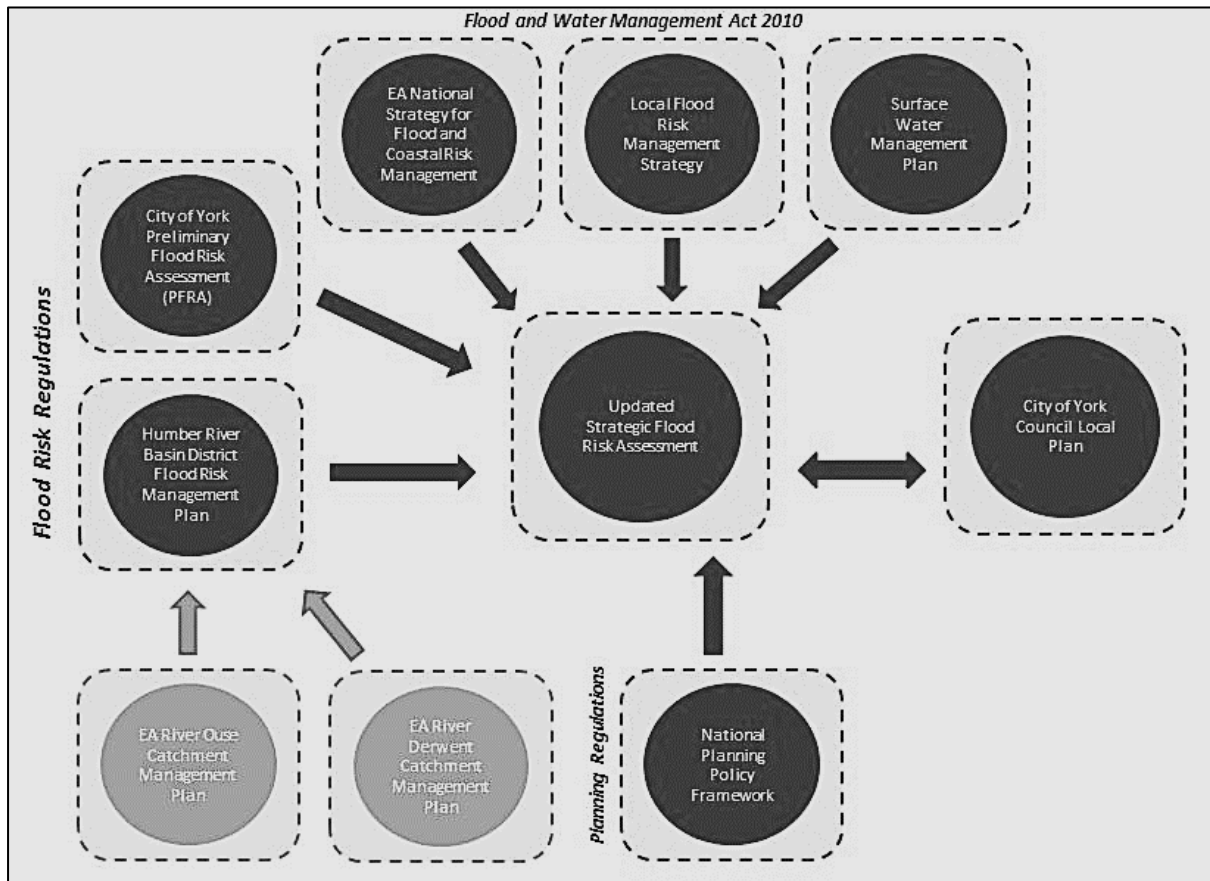 Flood and Water Management Act 2010
EA National
Strategy for
Flood and
Coastal Risk
Management
Local Flood
Risk
Management
Strategy
Surface
Water
Management
Plan
City of York
Preliminary
Flood Risk
Assessment
(PFRA)
Flood Risk Regulations
Humber River
Basin District
Flood Risk
Management
Plan
Updated
Strategic Flood
Risk Assessment
City of York
Council Local
Plan
EA River Ouse
Catchment
Management
Plan
EA River
Derwent
Catchment
Management
Plan
Planning Regulations
National
Planning
Policy
Framework